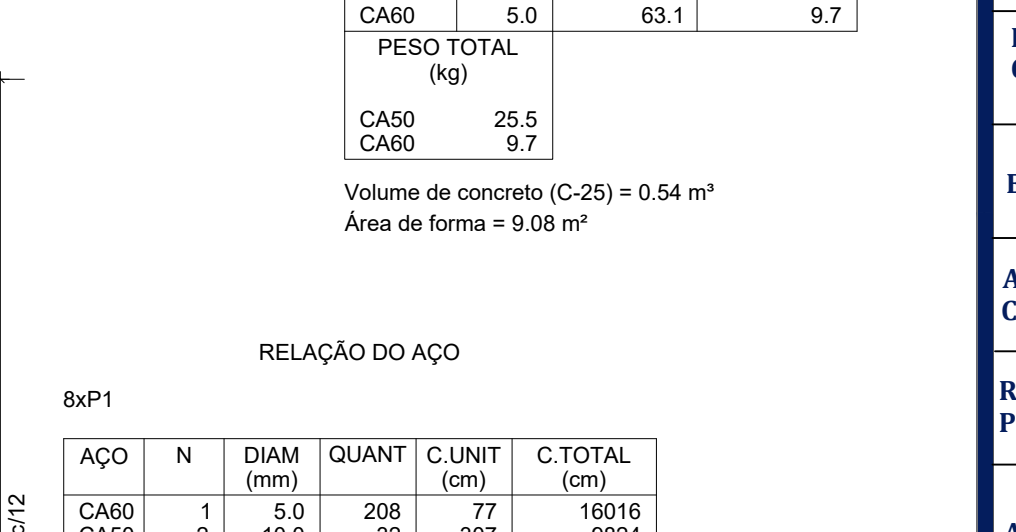 CA60 5.0 63.1 9.7
PESO TOTAL
(kg)
CA50 25.5
CA60 9.7
Volume de concreto (C-25) = 0.54 m³
Área de forma = 9.08 m²
RELAÇÃO DO AÇO
8xP1
AÇO N DIAM QUANT C.UNIT C.TOTAL
(mm) (cm) (cm)
CA60 1 5.0 208 77 16016
c/12